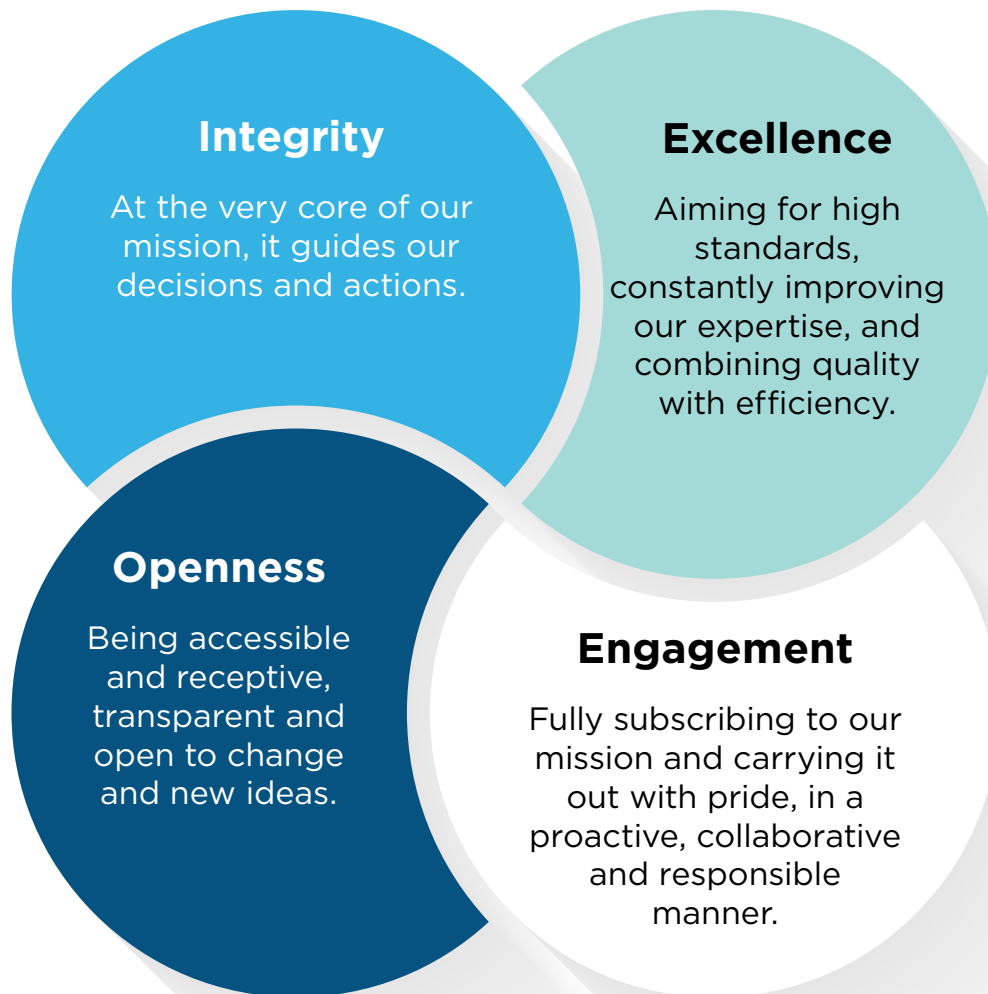 Integrity
At the very core of our
mission, it guides our
decisions and actions.
Excellence
Aiming for high
standards,
constantly improving
our expertise, and
combining quality
with efficiency.
Openness
Being accessible
and receptive,
transparent and
open to change
and new ideas.
Engagement
Fully subscribing to our
mission and carrying it
out with pride, in a
proactive, collaborative
and responsible
manner.